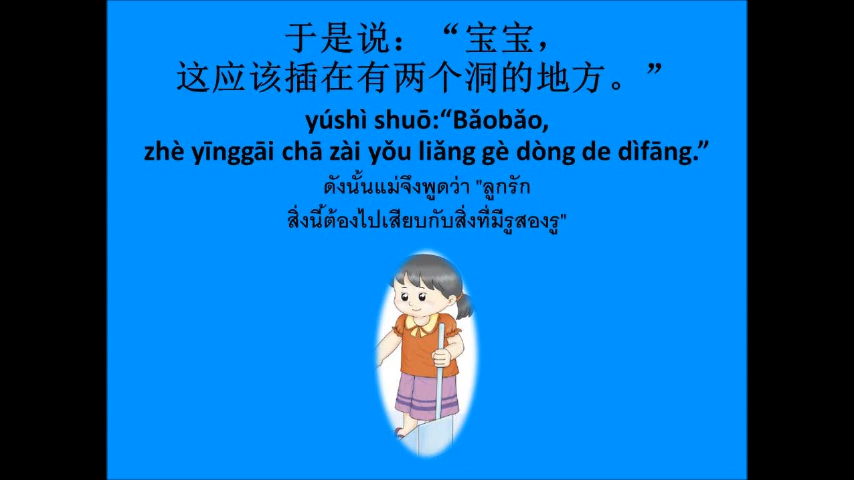 于是说：“宝宝，
这应该插在有两个洞的地方。”
yúshì shuō:“Bǎobǎo,
zhè yīnggāi chā zài yǒu liǎng gè dòng de dìfāng.”
ดังนั้นแม่จึงพูดว่า "ลูกรัก
สิ่งนี้ต้องไปเสียบกับสิ่งที่มีรูสองรู"